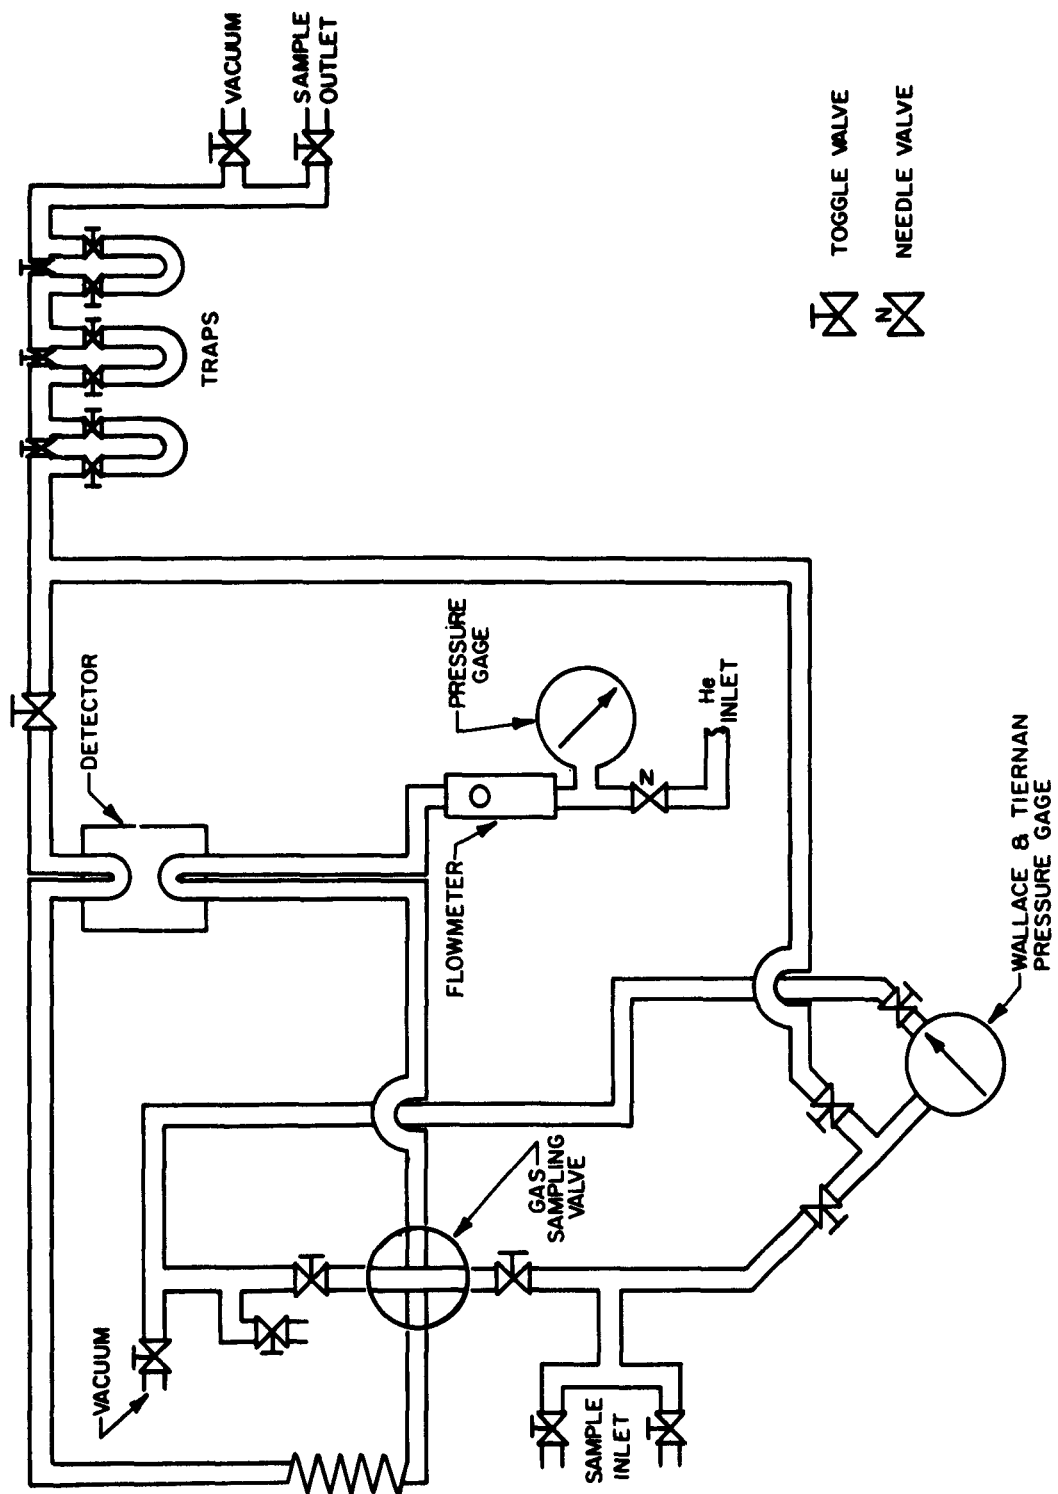 VACUUM
SAMPLE
OUTLET
TRAPS
TOGGLE VALVE
N
NEEDLE VALVE
DETECTOR
PRESSURE
GAGE
He
INLET
N
FLOWMETER
WALLACE & TIERNAN
PRESSURE GAGE
GAS
SAMPLING
VALVE
VACUUM
SAMPLE
INLET